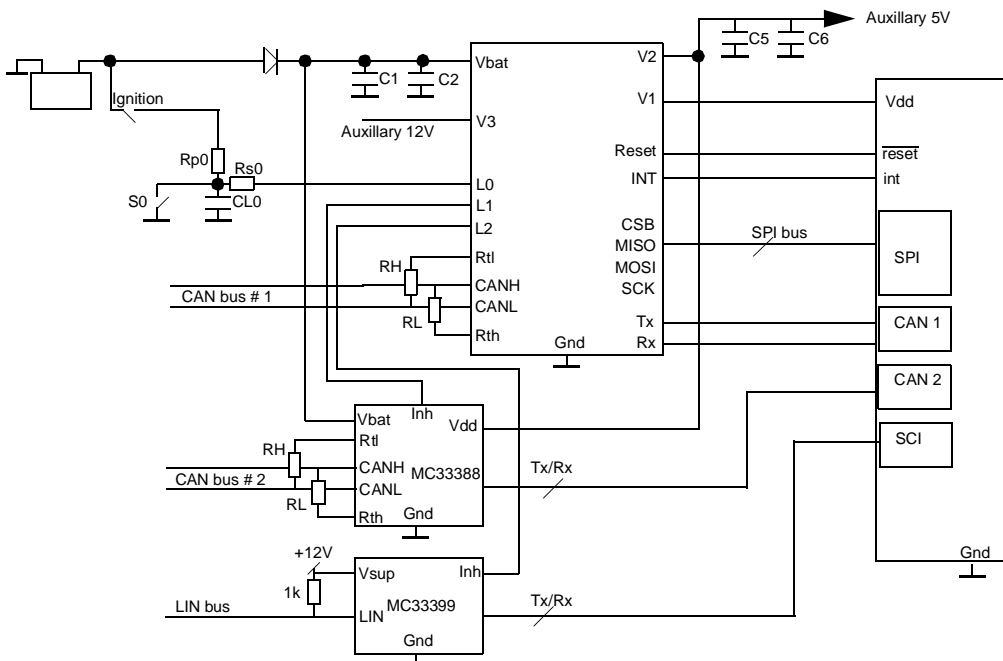 Auxillary 5V
C5 C6
Vbat
V2
C1 C2
Ignition
V1
Vdd
Auxillary 12V
V3
Reset
reset
Rp0
Rs0
INT
int
L0
S0
CL0
L1
L2
CSB
SPI bus
MISO
SPI
Rtl
MOSI
RH
CANH
SCK
CAN bus # 1
CANL
RL
Tx
CAN 1
Rth
Gnd
Rx
CAN 2
Inh
Vbat
Vdd
Rtl
SCI
RH
CANH
MC33388
Tx/Rx
CAN bus # 2
CANL
RL
Rth
Gnd
+12V
Gnd
Vsup
Inh
1k
LIN bus
LIN
MC33399
Tx/Rx
Gnd